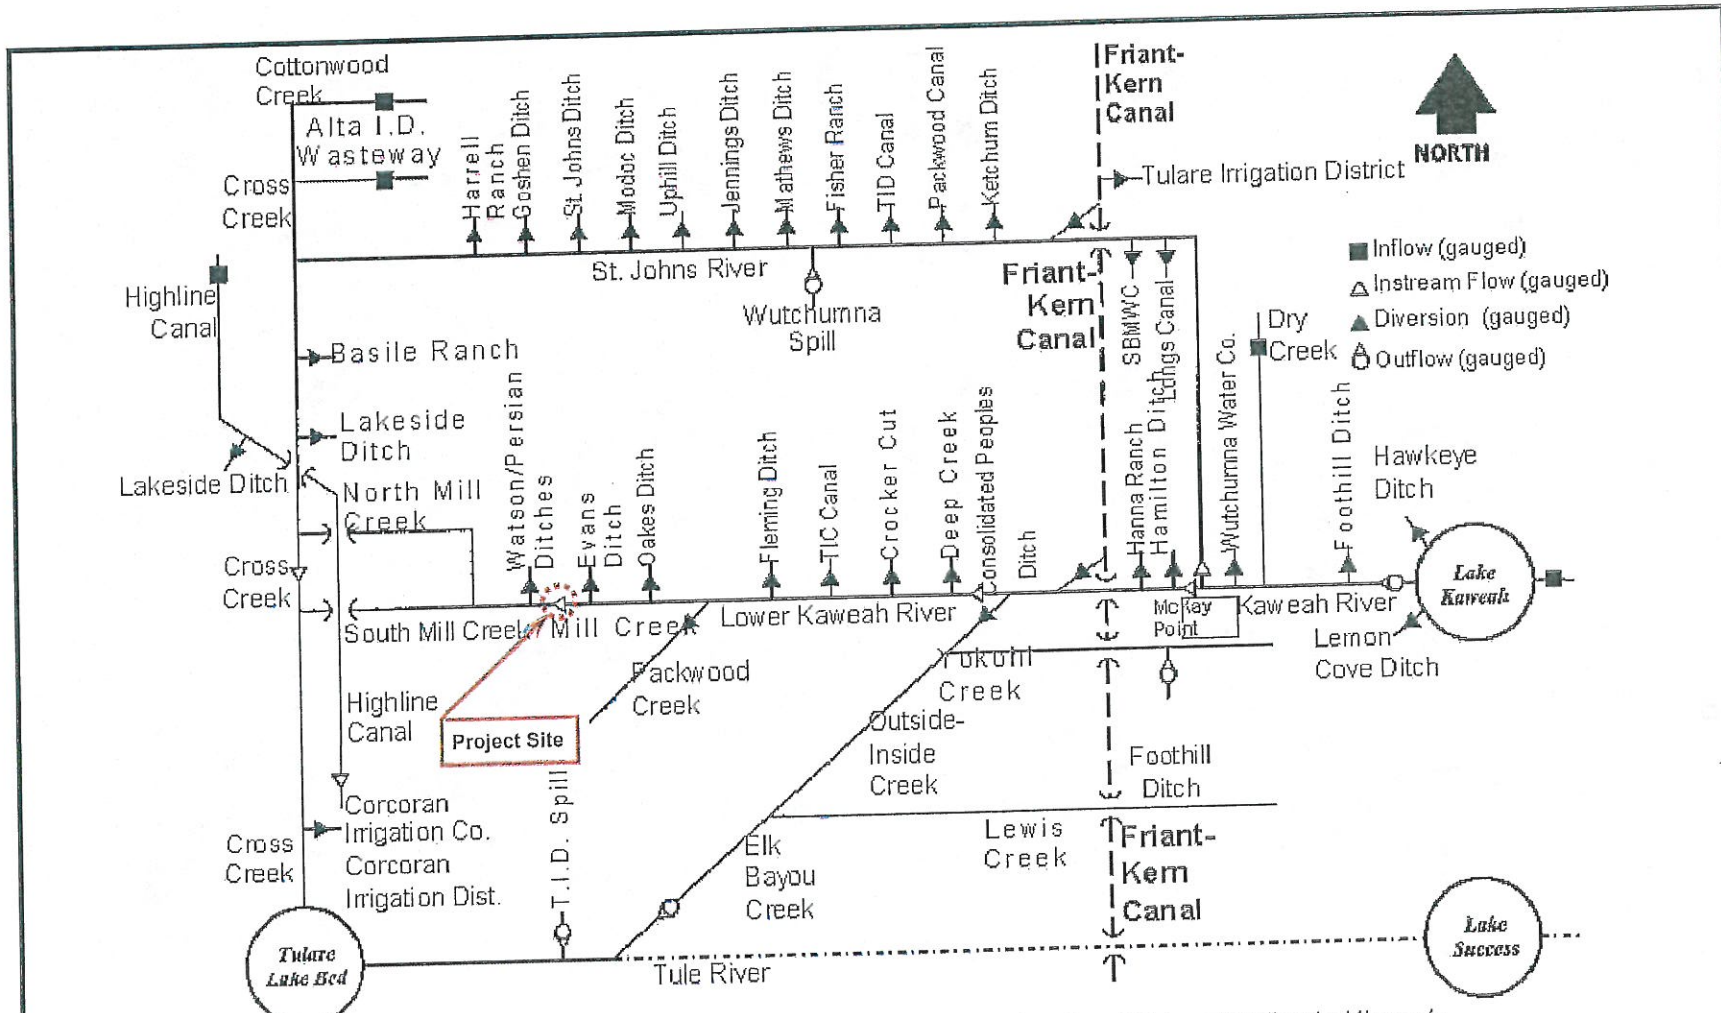 Cottonwood
Creek
Alta I.D.
Wasteway
Cross
Creek
Harrell
Ranch
Goshen Ditch
St. Johns Ditch
Modoc Ditch
Uphill Ditch
Jennings Ditch
Mathews Ditch
Fisher Ranch
TID Canal
Packwood Canal
Ketchum Ditch
Friant-
Kern
Canal
Tulare Irrigation District
NORTH
Inflow (gauged)
Instream Flow (gauged)
Diversion (gauged)
Outflow (gauged)
Highline
Canal
St. Johns River
Wutchumna
Spill
Friant-
Kern
Canal
SBMWC
Longs Canal
Dry
Creek
Basile Ranch
Lakeside
Ditch
Lakeside Ditch
North Mill
Creek
Watson/Persian
Ditches
Evans
Ditch
Oakes Ditch
Fleming Ditch
TIC Canal
Crocker Cut
Deep Creek
Consolidated Peoples
Ditch
Hanna Ranch
Hamilton Ditch
Wutchumna Water Co.
Foothill Ditch
Hawkeye
Ditch
Lake
Kaweah
Cross
Creek
South Mill Creek/ Mill Creek
Lower Kaweah River
McKay
Point
Kaweah River
Lemon
Cove Ditch
Packwood
Creek
Yokohl
Creek
Highline
Canal
Project Site
Outside-
Inside
Creek
Foothill
Ditch
T.I.D. Spill
Corcoran
Irrigation Co.
Corcoran
Irrigation Dist.
Cross
Creek
Elk
Bayou
Creek
Lewis
Creek
Friant-
Kern
Canal
Tulare
Lake Bed
Tule River
Lake
Success